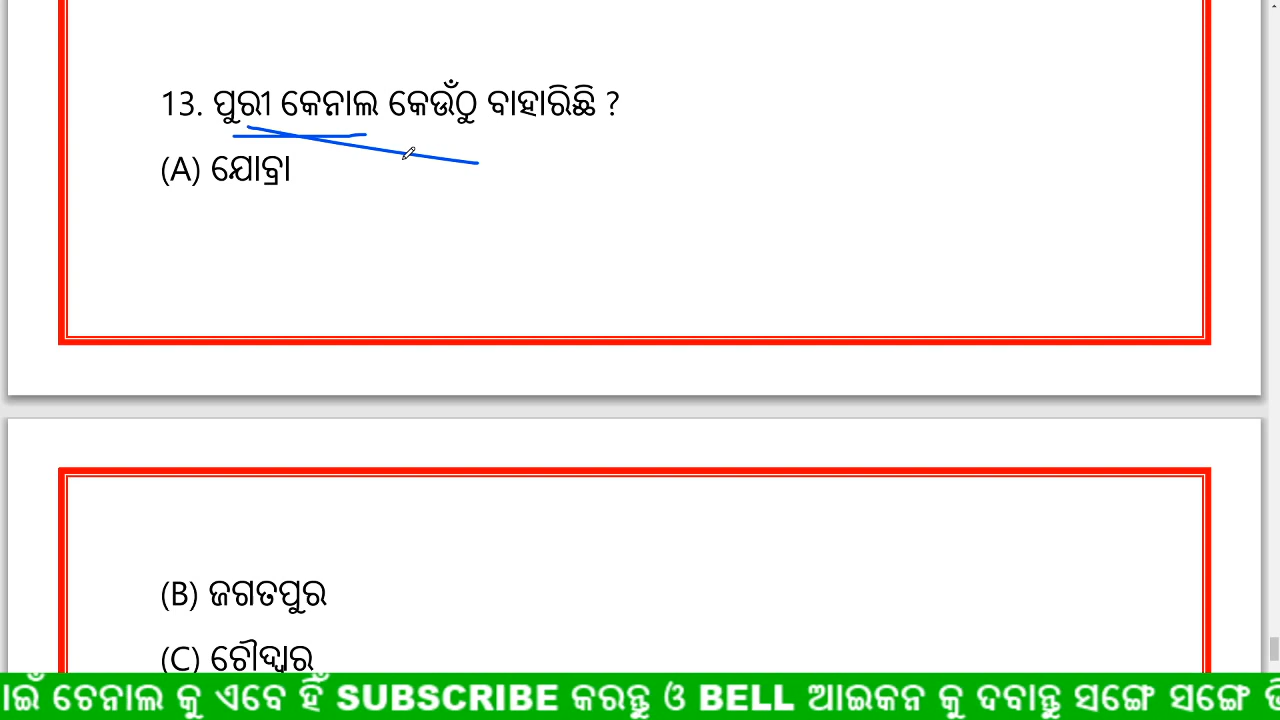 13. ପୁରୀ କେନାଲ କେଉଁଠୁ ବାହାରିଛି ?
(A) ଯୋବ୍ରା
(B) ଜଗତପୁର
(C) ଚୌଦ୍ୱାର
ଚେନାଲ କୁ ଏବେ ହିଁ SUBSCRIBE କରନ୍ତୁ ଓ BELL ଆଇକନ କୁ ଦବାନ୍ତୁ ସଙ୍ଗେ ସଙ୍ଗେ